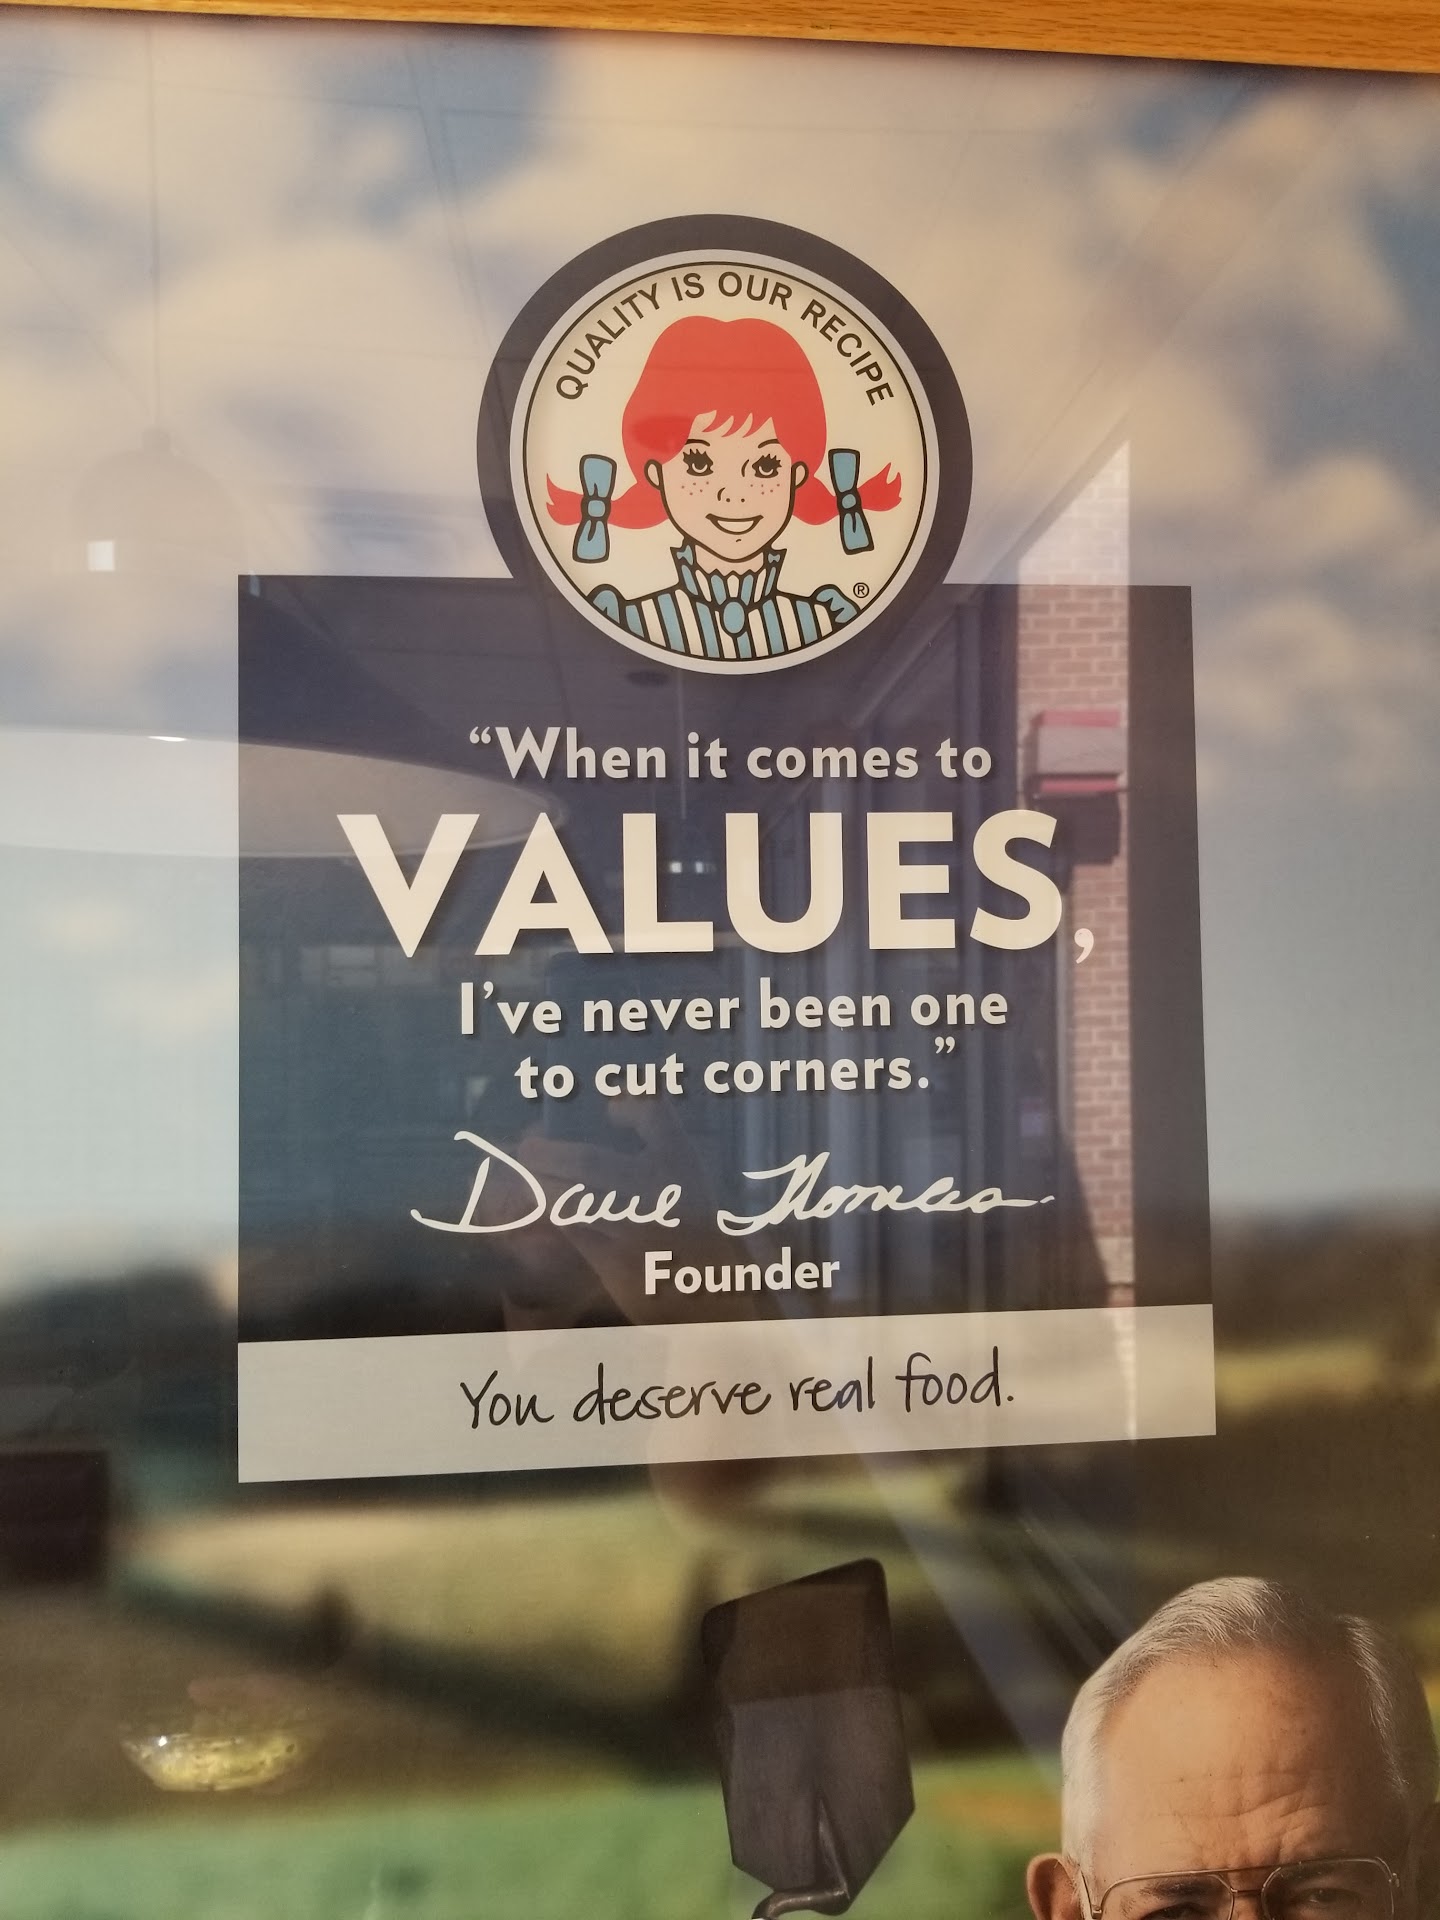 QUALITY IS OUR RECIPE
®
“When it comes to
VALUES,
I’ve never been one
to cut corners.”
Dave Thomas
Founder
You deserve real food.